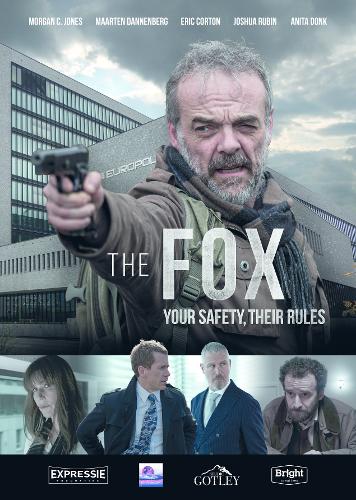 MORGAN C. JONES MAARTEN DANNENBERG ERIC CORTON JOSHUA RUBIN ANITA DONK
EUROPOL
THE FOX
YOUR SAFETY, THEIR RULES
EXPRESSIE
GOTLEY
Bright